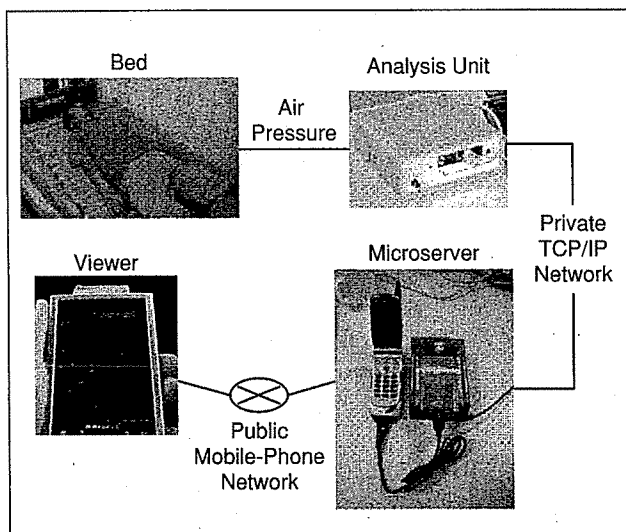 Bed
Analysis Unit
Air
Pressure
Private
TCP/IP
Network
Viewer
Microserver
Public
Mobile-Phone
Network